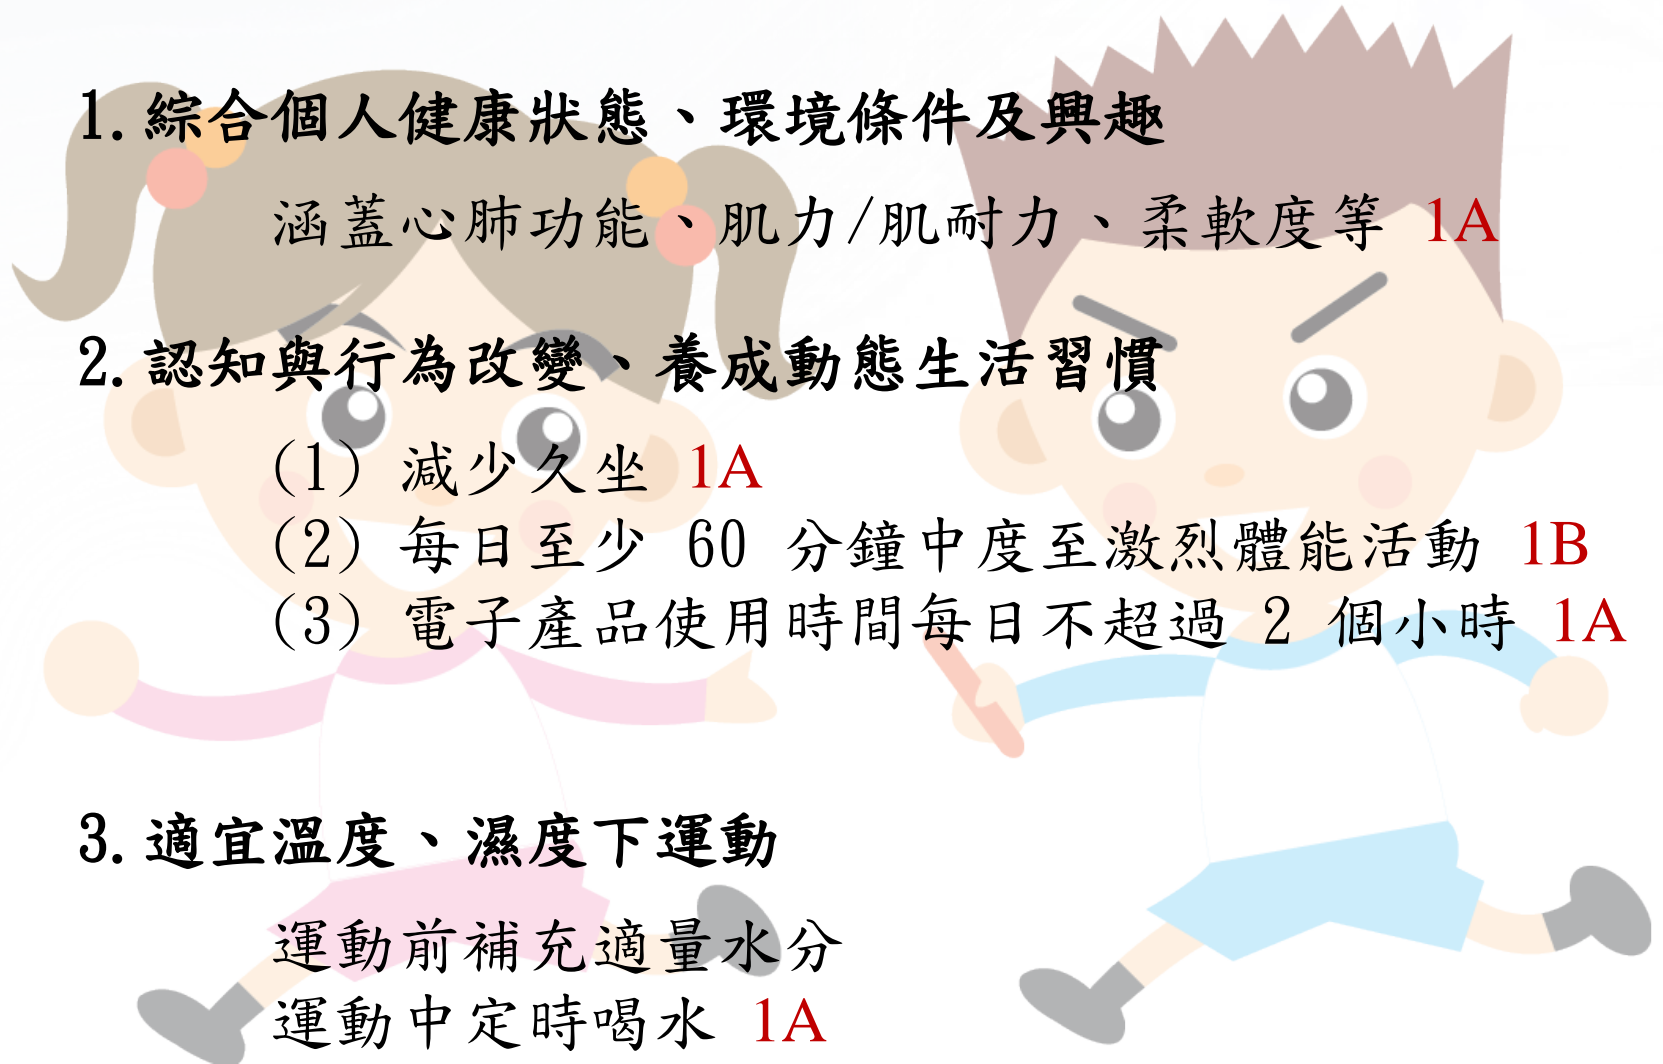 1.綜合個人健康狀態、環境條件及興趣
涵蓋心肺功能、肌力/肌耐力、柔軟度等 1A
2.認知與行為改變、養成動態生活習慣
(1) 減少久坐 1A
(2) 每日至少 60 分鐘中度至激烈體能活動 1B
(3) 電子產品使用時間每日不超過 2 個小時 1A
3.適宜溫度、濕度下運動
運動前補充適量水分
運動中定時喝水 1A